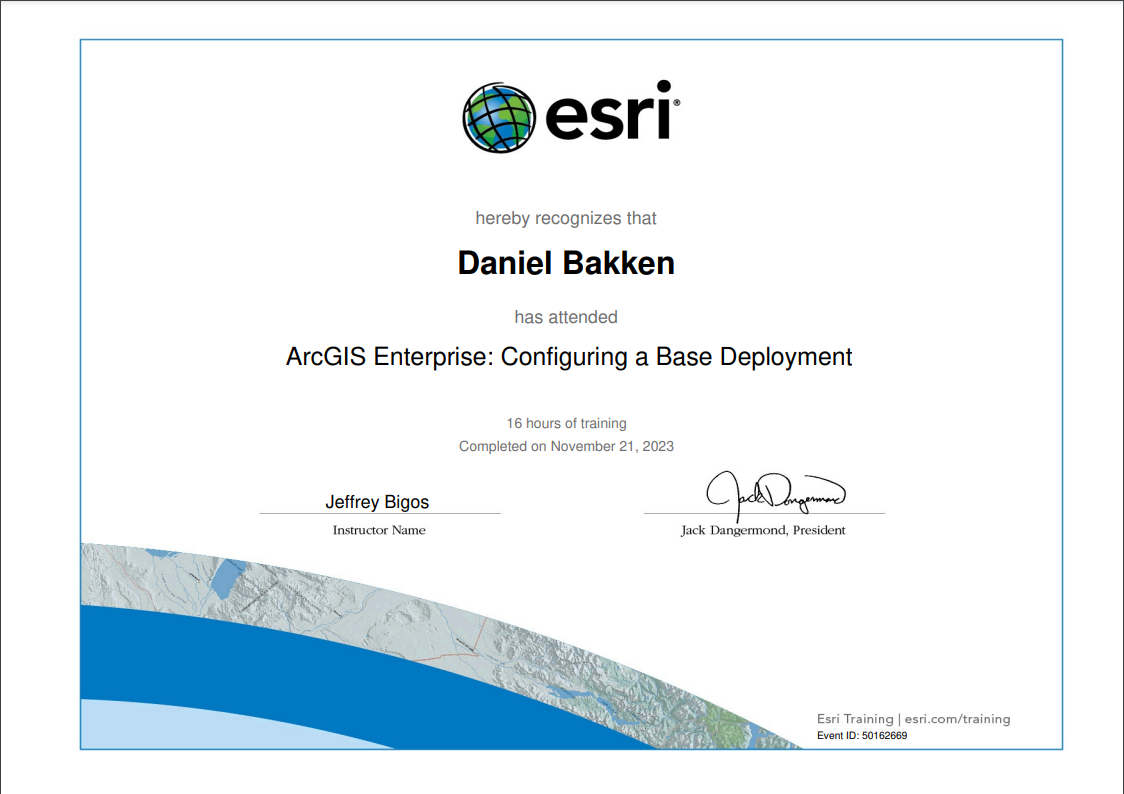 esri®
hereby recognizes that
Daniel Bakken
has attended
ArcGIS Enterprise: Configuring a Base Deployment
16 hours of training
Completed on November 21, 2023
Jeffrey Bigos
Jack Dangermond
Instructor Name
Jack Dangermond, President
Esri Training | esri.com/training
Event ID: 50162669